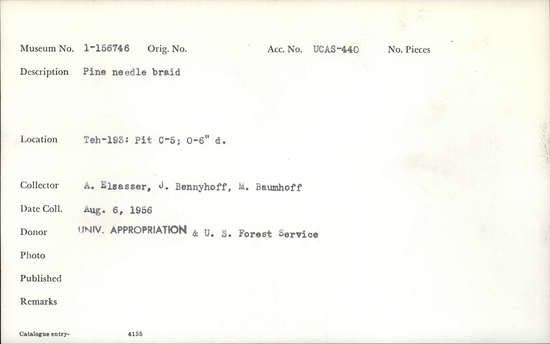 Museum No. 1-156746 Orig. No. Acc. No. UCAS-440 No. Pieces
Description Pine needle braid
Location Teh-193: Pit C-5; 0-6" d.
Collector A. Elsasser, J. Bennyhoff, M. Baumhoff
Date Coll. Aug. 6, 1956
Donor UNIV. APPROPRIATION & U. S. Forest Service
Photo
Published
Remarks
Catalogue entry- 4155